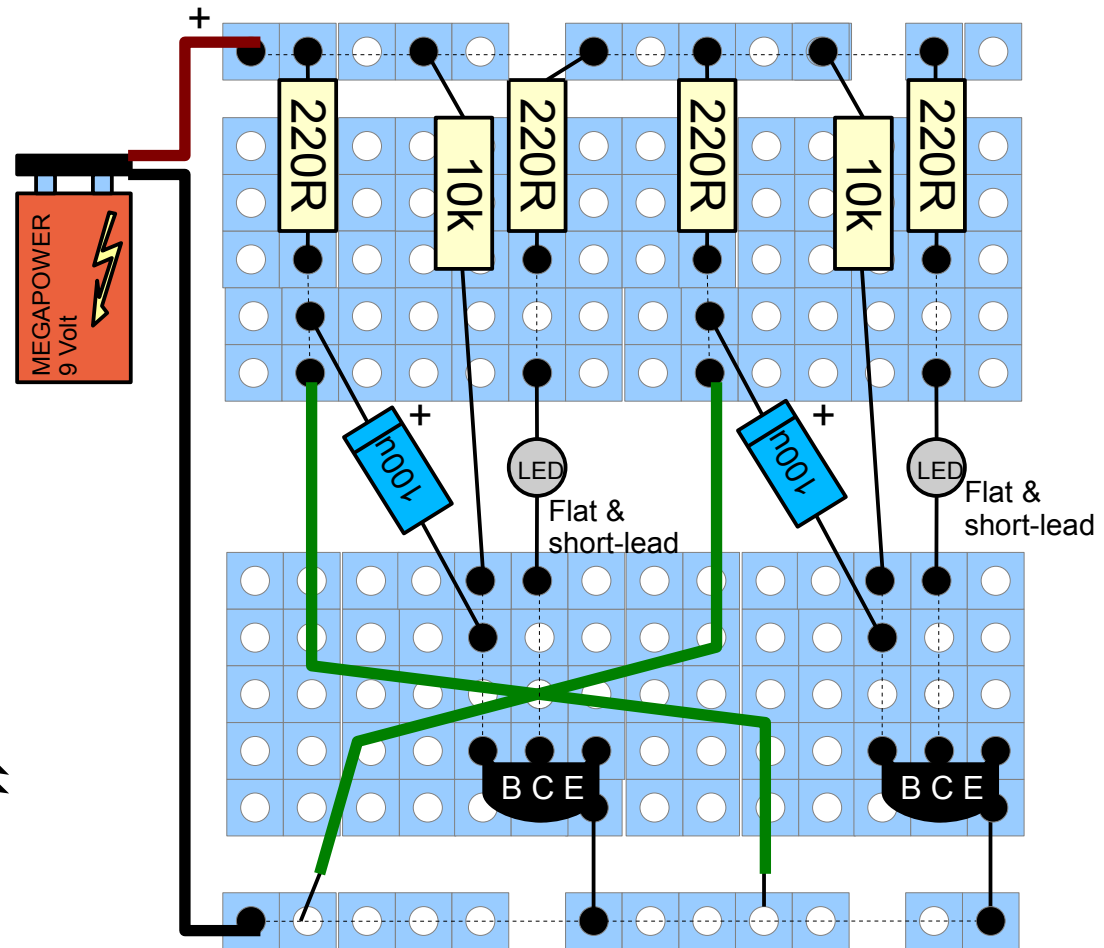 +
220R
10k
220R
220R
10k
220R
MEGAPOWER
9 Volt
+
100u
LED
Flat &
short-lead
+
100u
LED
Flat &
short-lead
B C E
B C E